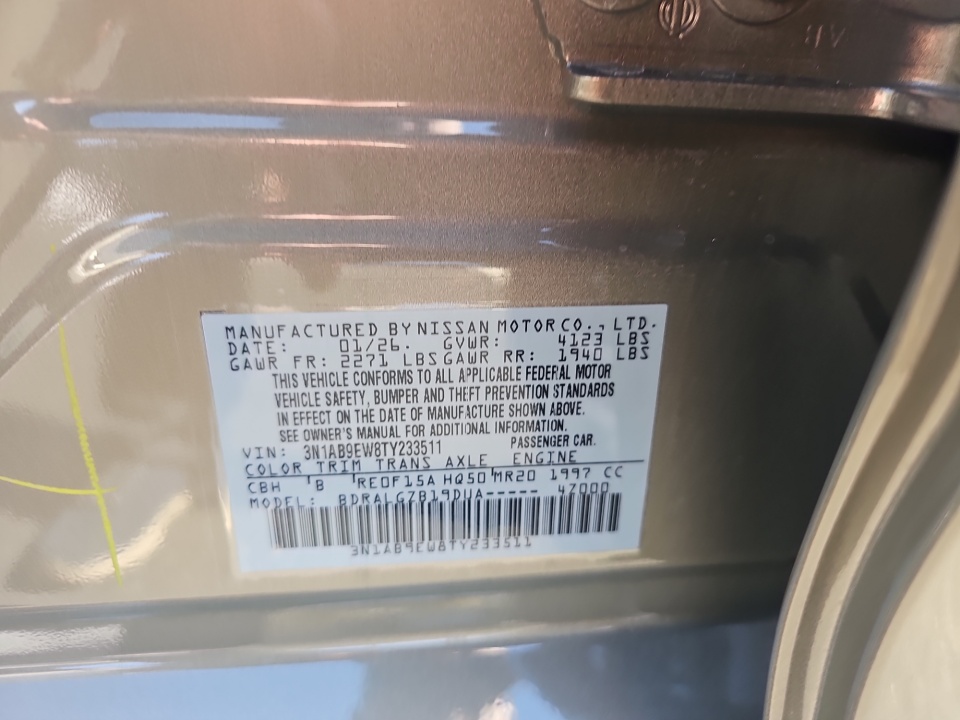 MANUFACTURED BY NISSAN MOTOR CO., LTD.
DATE: 01/26. GVWR: 4123 LBS
GAWR FR: 2271 LBS GAWR RR: 1940 LBS
THIS VEHICLE CONFORMS TO ALL APPLICABLE FEDERAL MOTOR
VEHICLE SAFETY, BUMPER AND THEFT PREVENTION STANDARDS
IN EFFECT ON THE DATE OF MANUFACTURE SHOWN ABOVE.
SEE OWNER'S MANUAL FOR ADDITIONAL INFORMATION.
VIN: 3N1AB9EW8TY233511 PASSENGER CAR.
COLOR TRIM TRANS AXLE ENGINE
CBH 'B 'RE0F15A HQ50'MR20 1997 CC
MODEL: BDRALGZB19DUA----- 47000
3N1AB9EW8TY233511